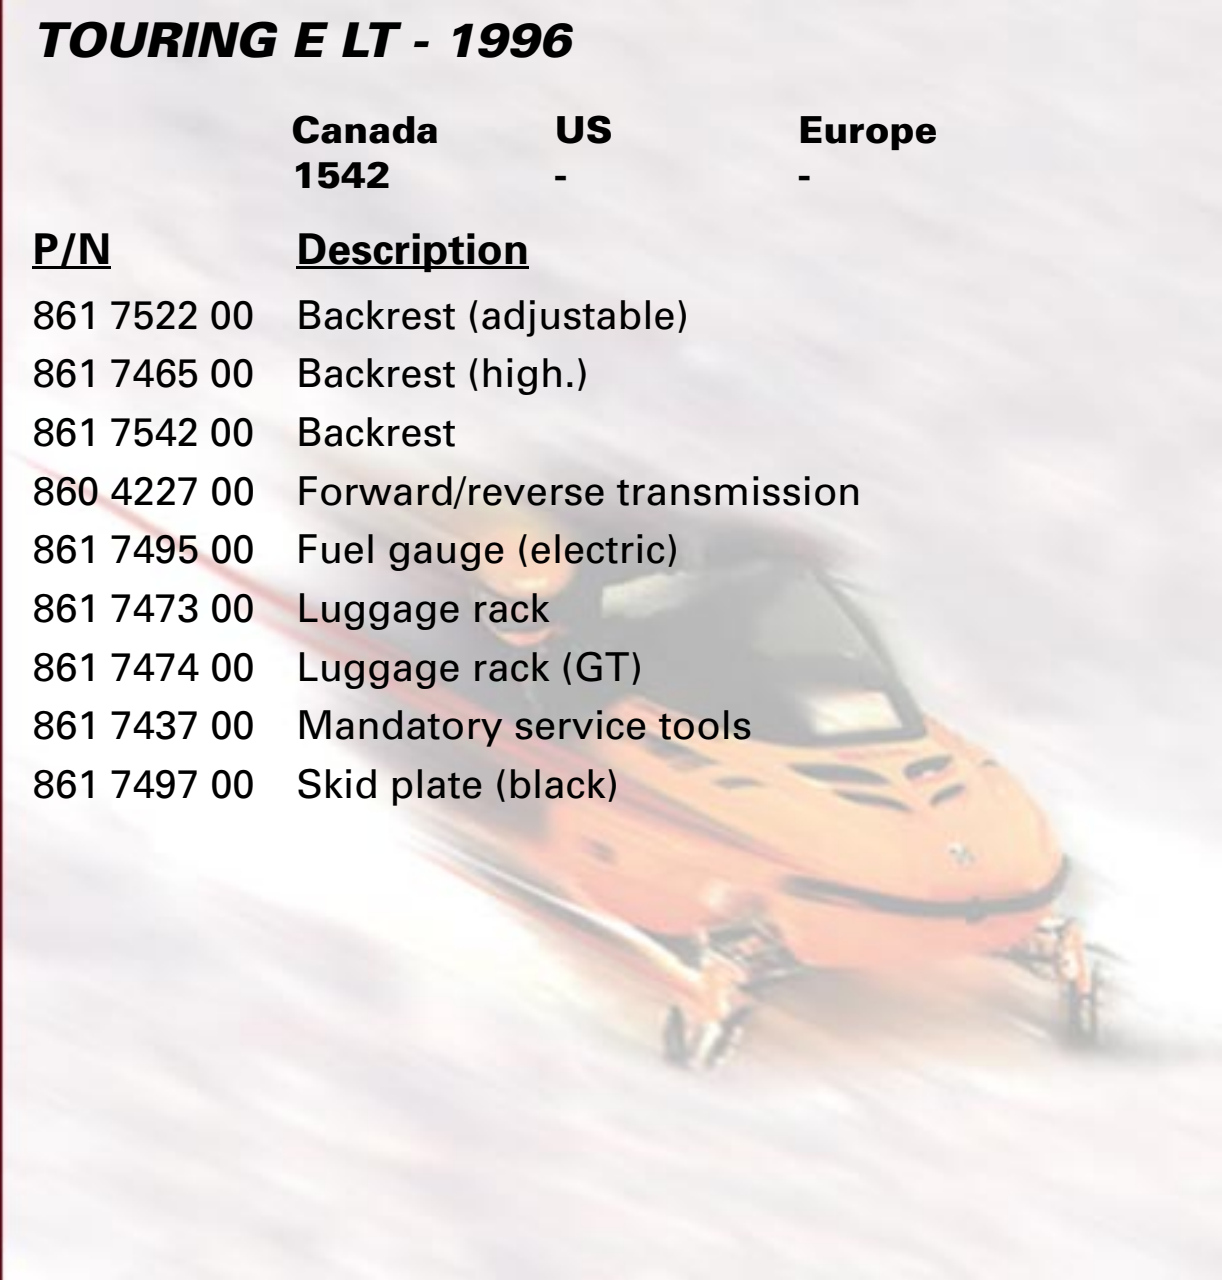 TOURING E LT - 1996
Canada US Europe
1542 - -
P/N Description
861 7522 00 Backrest (adjustable)
861 7465 00 Backrest (high.)
861 7542 00 Backrest
860 4227 00 Forward/reverse transmission
861 7495 00 Fuel gauge (electric)
861 7473 00 Luggage rack
861 7474 00 Luggage rack (GT)
861 7437 00 Mandatory service tools
861 7497 00 Skid plate (black)